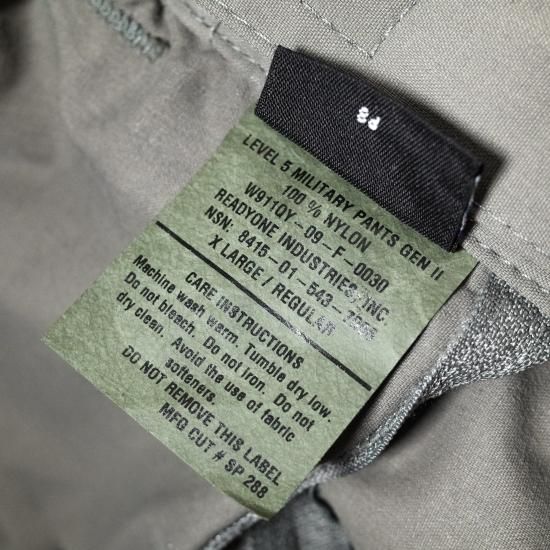 P8
LEVEL 5 MILITARY PANTS GEN II
100 % NYLON
W911QY-09-F-0030
READYONE INDUSTRIES, INC.
NSN: 8415-01-543-
X LARGE / REGULAR
CARE INSTRUCTIONS
Machine wash warm. Tumble dry low.
Do not bleach. Do not iron. Do not
dry clean. Avoid the use of fabric
softeners.
DO NOT REMOVE THIS LABEL
MFG CUT # SP 288